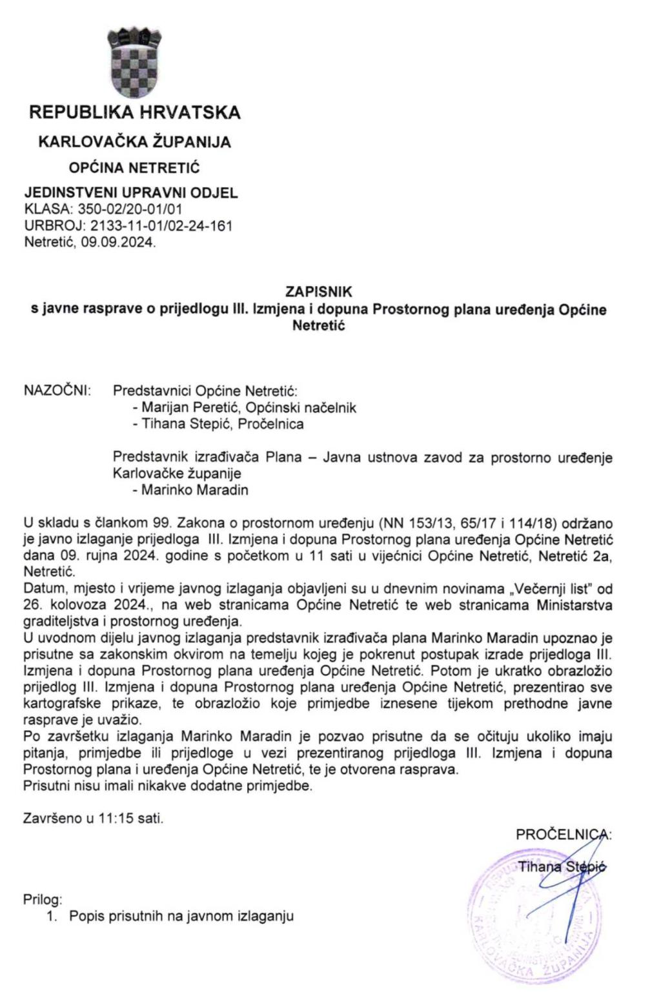 REPUBLIKA HRVATSKA
KARLOVAČKA ŽUPANIJA
OPĆINA NETRETIĆ
JEDINSTVENI UPRAVNI ODJEL
KLASA: 350-02/20-01/01
URBROJ: 2133-11-01/02-24-161
Netretić, 09.09.2024.
ZAPISNIK
s javne rasprave o prijedlogu III. Izmjena i dopuna Prostornog plana uređenja Općine
Netretić
NAZOČNI: Predstavnici Općine Netretić:
- Marijan Peretić, Općinski načelnik
- Tihana Stepić, Pročelnica
Predstavnik izrađivača Plana – Javna ustnova zavod za prostorno uređenje
Karlovačke županije
- Marinko Maradin
U skladu s člankom 99. Zakona o prostornom uređenju (NN 153/13, 65/17 i 114/18) održano
je javno izlaganje prijedloga III. Izmjena i dopuna Prostornog plana uređenja Općine Netretić
dana 09. rujna 2024. godine s početkom u 11 sati u vijećnici Općine Netretić, Netretić 2a,
Netretić.
Datum, mjesto i vrijeme javnog izlaganja objavljeni su u dnevnim novinama „Večernji list" od
26. kolovoza 2024., na web stranicama Općine Netretić te web stranicama Ministarstva
graditeljstva i prostornog uređenja.
U uvodnom dijelu javnog izlaganja predstavnik izrađivača plana Marinko Maradin upoznao je
prisutne sa zakonskim okvirom na temelju kojeg je pokrenut postupak izrade prijedloga III.
Izmjena i dopuna Prostornog plana uređenja Općine Netretić. Potom je ukratko obrazložio
prijedlog III. Izmjena i dopuna Prostornog plana uređenja Općine Netretić, prezentirao sve
kartografske prikaze, te obrazložio koje primjedbe iznesene tijekom prethodne javne
rasprave je uvažio.
Po završetku izlaganja Marinko Maradin je pozvao prisutne da se očituju ukoliko imaju
pitanja, primjedbe ili prijedloge u vezi prezentiranog prijedloga III. Izmjena i dopuna
Prostornog plana i uređenja Općine Netretić, te je otvorena rasprava.
Prisutni nisu imali nikakve dodatne primjedbe.
Završeno u 11:15 sati.
PROČELNICA:
Tihana Stepić
KARLOVAČKA ŽUPANIJA
Prilog:
1. Popis prisutnih na javnom izlaganju